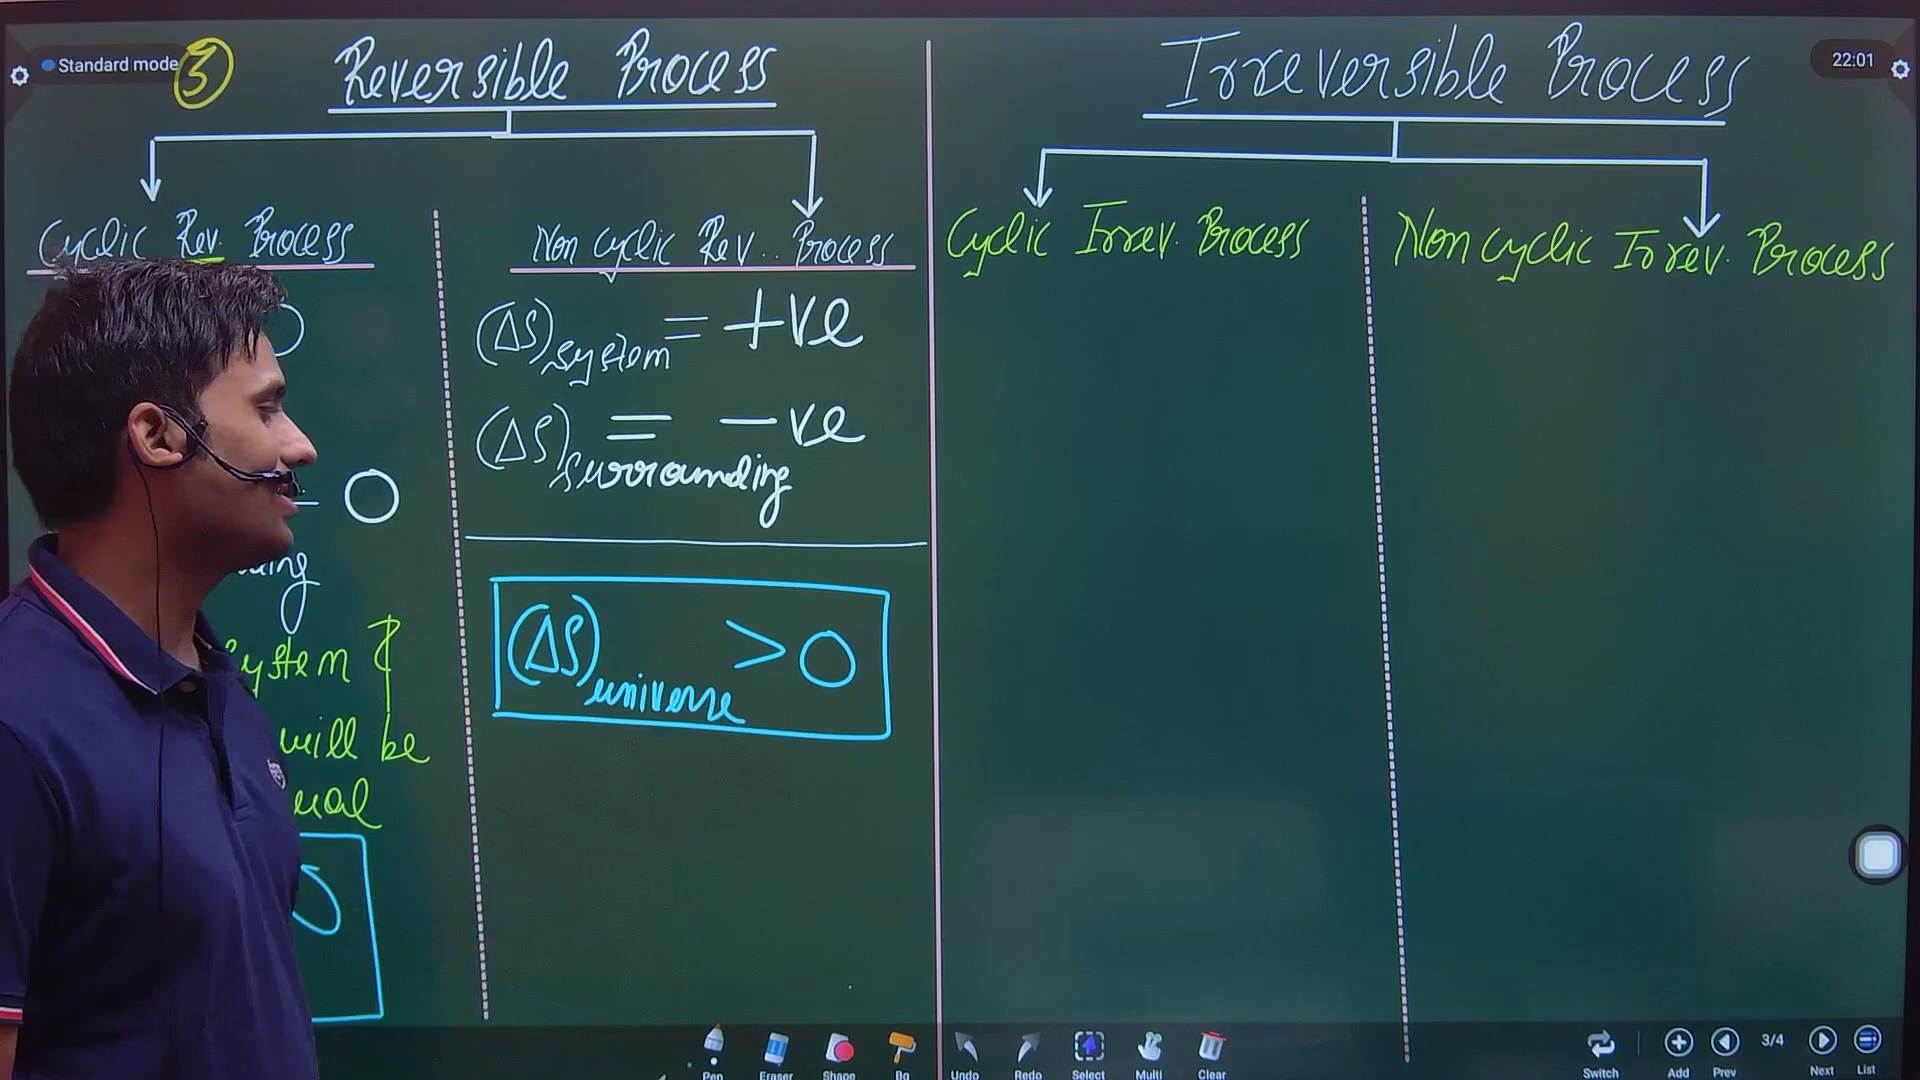 Standard mode
3
Reversible Process
Irreversible Process
22:01
Cyclic Rev. Process
Non Cyclic Rev.. Process
Cyclic Irrev. Process
Non cyclic Irrev. Process
(ΔS)system = +ve
(ΔS)surrounding = -ve
= 0
system &
will be
(ΔS)universe > 0
Pen
Eraser
Shape
Bg
Undo
Redo
Select
Multi
Clear
Switch
Add
Prev
3/4
Next
List